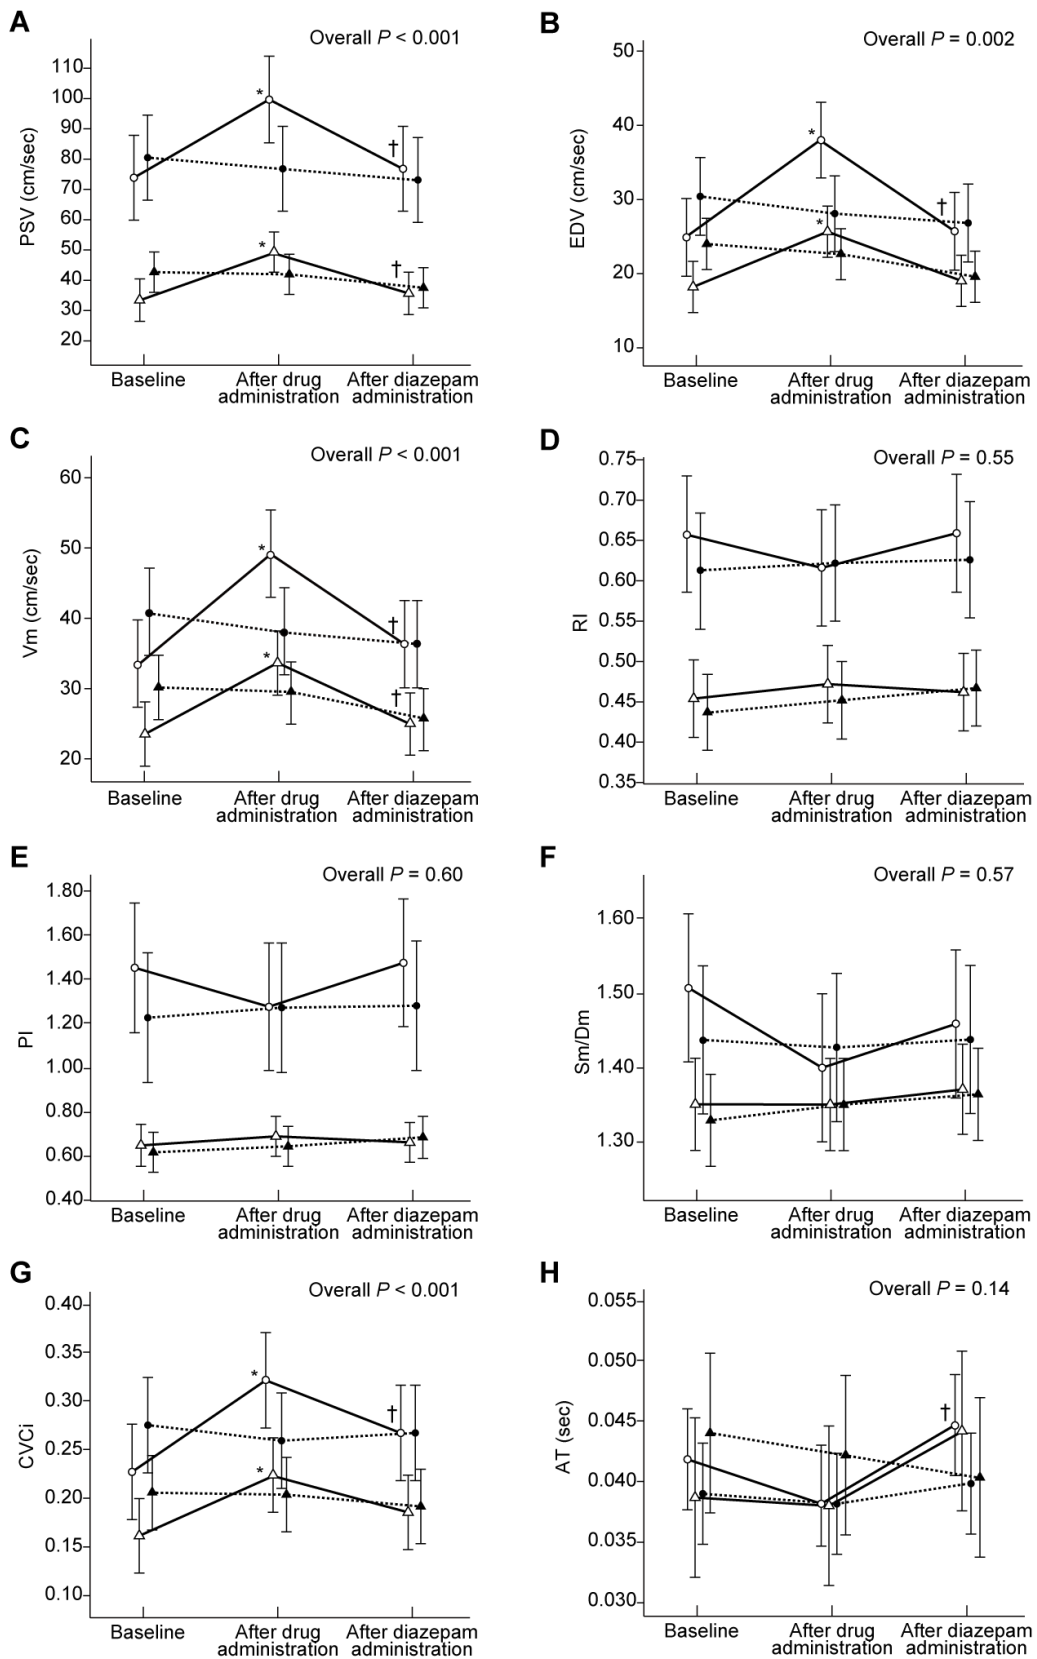 A
Overall P < 0.001
PSV (cm/sec)
110
100
90
80
70
60
50
40
30
20
*
*
†
†
Baseline
After drug
administration
After diazepam
administration
B
Overall P = 0.002
EDV (cm/sec)
50
40
30
20
10
*
*
†
Baseline
After drug
administration
After diazepam
administration
C
Overall P < 0.001
Vm (cm/sec)
60
50
40
30
20
*
*
†
†
Baseline
After drug
administration
After diazepam
administration
D
Overall P = 0.55
RI
0.75
0.70
0.65
0.60
0.55
0.50
0.45
0.40
0.35
Baseline
After drug
administration
After diazepam
administration
E
Overall P = 0.60
PI
1.80
1.60
1.40
1.20
1.00
0.80
0.60
0.40
Baseline
After drug
administration
After diazepam
administration
F
Overall P = 0.57
Sm/Dm
1.60
1.50
1.40
1.30
Baseline
After drug
administration
After diazepam
administration
G
Overall P < 0.001
CVCi
0.40
0.35
0.30
0.25
0.20
0.15
0.10
*
*
†
Baseline
After drug
administration
After diazepam
administration
H
Overall P = 0.14
AT (sec)
0.055
0.050
0.045
0.040
0.035
0.030
†
Baseline
After drug
administration
After diazepam
administration